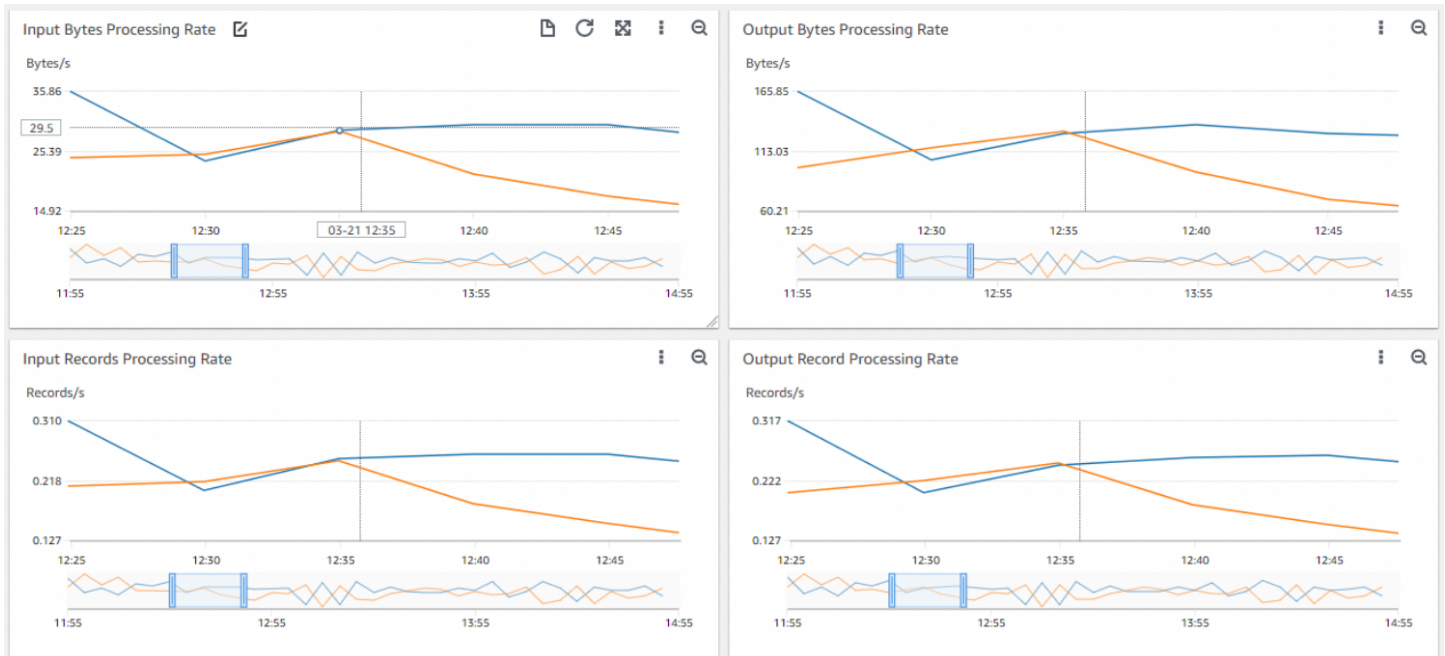 Input Bytes Processing Rate
Bytes/s
35.86
29.5
25.39
14.92
12:25 12:30 03-21 12:35 12:40 12:45
11:55 12:55 13:55 14:55
Output Bytes Processing Rate
Bytes/s
165.85
113.03
60.21
12:25 12:30 12:35 12:40 12:45
11:55 12:55 13:55 14:55
Input Records Processing Rate
Records/s
0.310
0.218
0.127
12:25 12:30 12:35 12:40 12:45
11:55 12:55 13:55 14:55
Output Record Processing Rate
Records/s
0.317
0.222
0.127
12:25 12:30 12:35 12:40 12:45
11:55 12:55 13:55 14:55